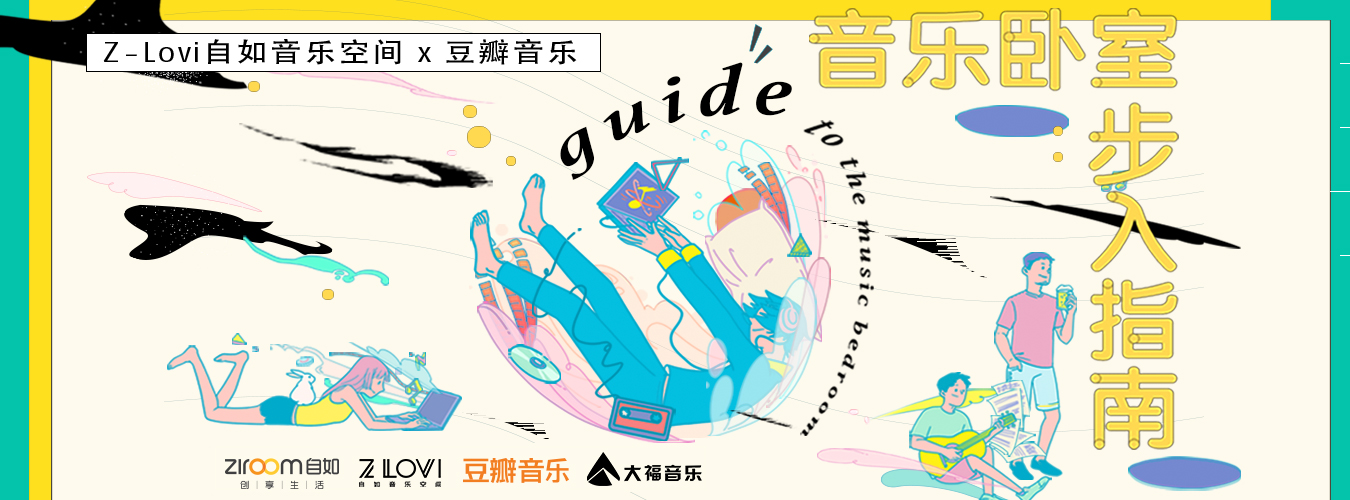 Z-Lovi自如音乐空间 x 豆瓣音乐
guide to the music bedroom
音乐卧室
步入指南
ziroom自如
创享生活
Z LOVI
自如音乐空间
豆瓣音乐
大福音乐